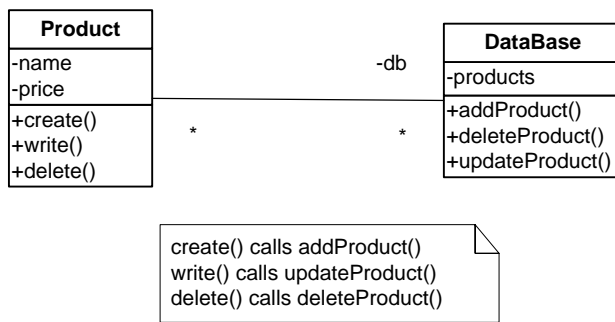 Product
-name
-price
+create()
+write()
+delete()
-db
*
*
DataBase
-products
+addProduct()
+deleteProduct()
+updateProduct()
create() calls addProduct()
write() calls updateProduct()
delete() calls deleteProduct()